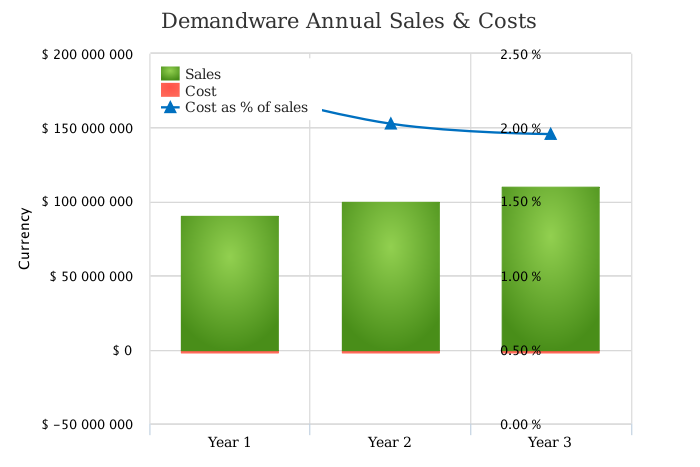 Demandware Annual Sales & Costs
$ 200 000 000
2.50 %
Sales
Cost
Cost as % of sales
$ 150 000 000
2.00 %
$ 100 000 000
1.50 %
Currency
$ 50 000 000
1.00 %
$ 0
0.50 %
$ −50 000 000
0.00 %
Year 1
Year 2
Year 3